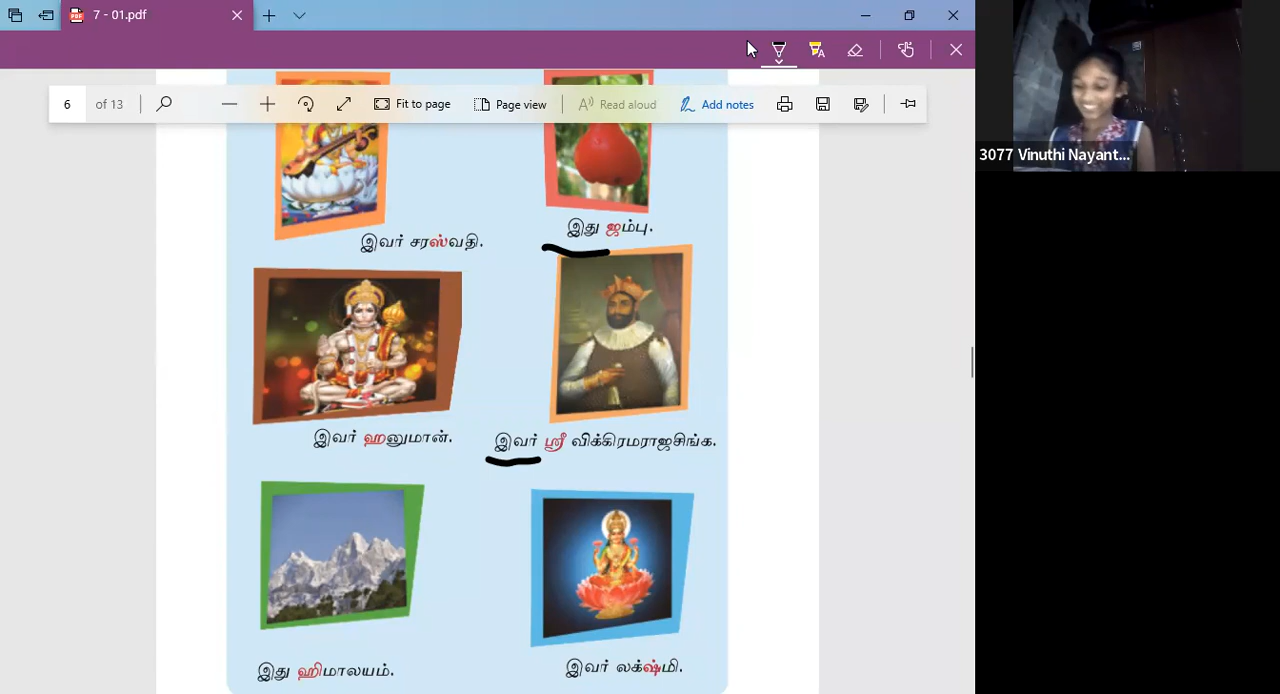 7 - 01.pdf
6 of 13
Fit to page
Page view
Read aloud
Add notes
3077 Vinuthi Nayant...
இது ஜம்பு.
இவர் சரஸ்வதி.
இவர் ஹனுமான்.
இவர் ஸ்ரீ விக்கிரமராஜசிங்க.
இது ஹிமாலயம்.
இவர் லக்ஷ்மி.